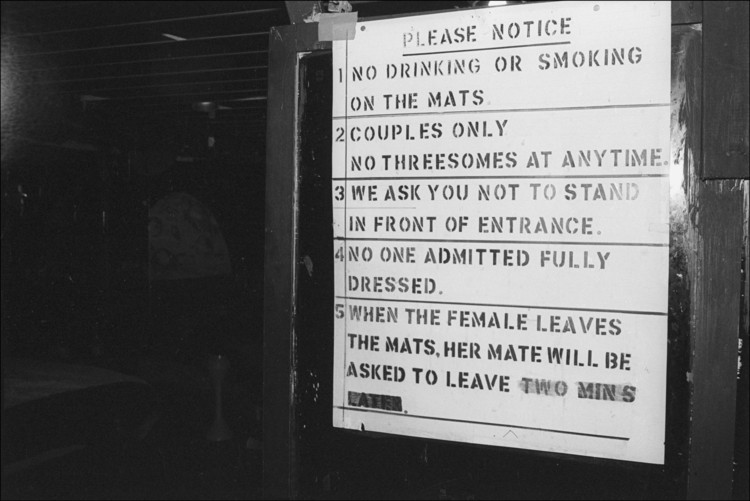 PLEASE NOTICE
1 NO DRINKING OR SMOKING
ON THE MATS
2 COUPLES ONLY
NO THREESOMES AT ANYTIME.
3 WE ASK YOU NOT TO STAND
IN FRONT OF ENTRANCE.
4 NO ONE ADMITTED FULLY
DRESSED.
5 WHEN THE FEMALE LEAVES
THE MATS, HER MATE WILL BE
ASKED TO LEAVE TWO MINS
LATER.